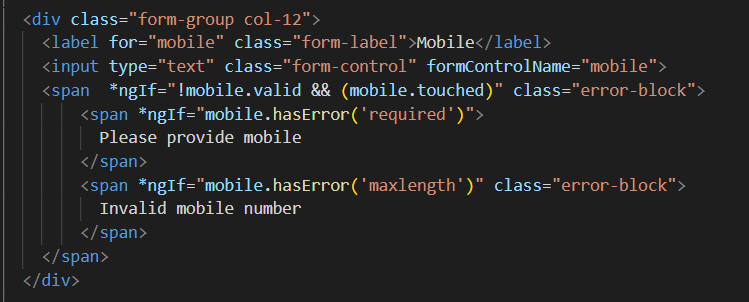 <div class="form-group col-12">
<label for="mobile" class="form-label">Mobile</label>
<input type="text" class="form-control" formControlName="mobile">
<span  *ngIf="!mobile.valid && (mobile.touched)" class="error-block">
<span *ngIf="mobile.hasError('required')">
Please provide mobile
</span>
<span *ngIf="mobile.hasError('maxlength')" class="error-block">
Invalid mobile number
</span>
</span>
</div>